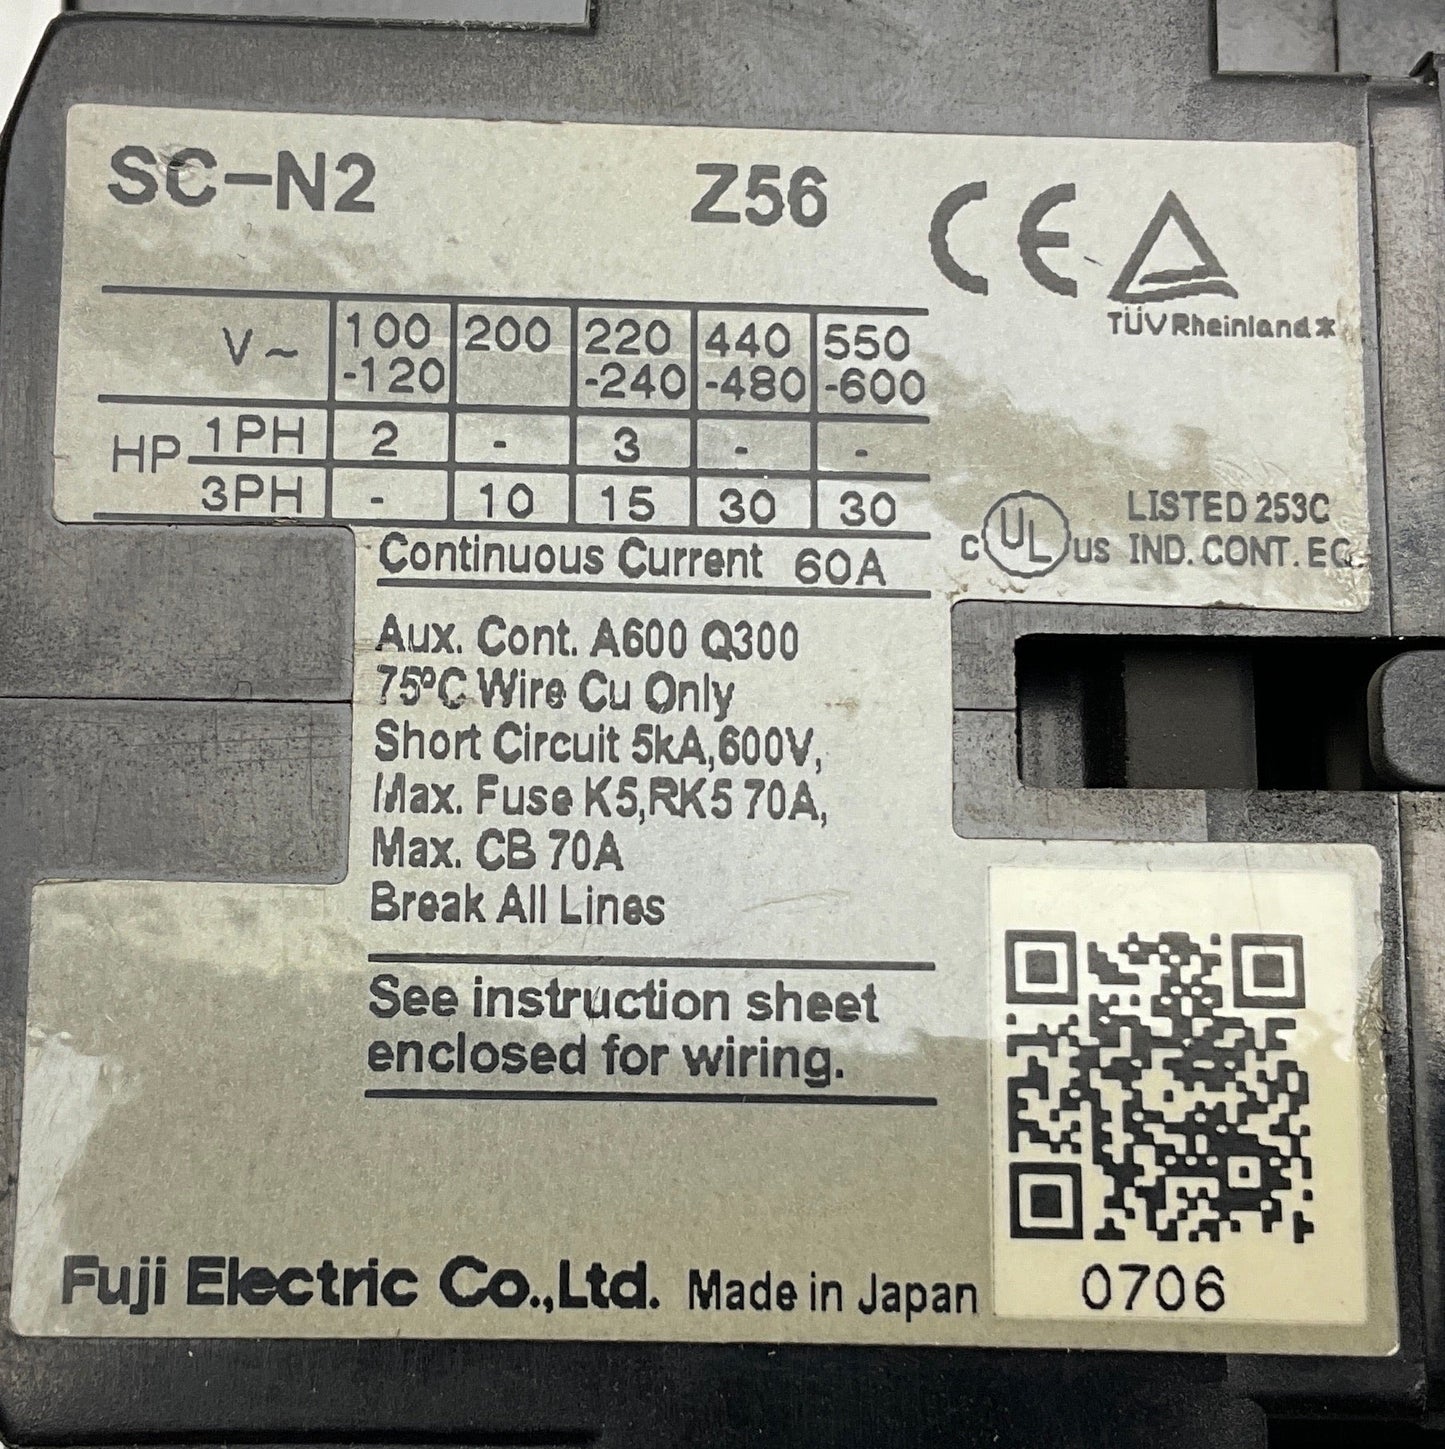 SC-N2 Z56 CE
TÜVRheinland
V~ 100-120 200 220-240 440-480 550-600
HP 1PH 2 - 3 - -
3PH - 10 15 30 30
Continuous Current 60A
C UL US LISTED 253C
IND. CONT. EQ.
Aux. Cont. A600 Q300
75°C Wire Cu Only
Short Circuit 5kA,600V,
Max. Fuse K5,RK5 70A,
Max. CB 70A
Break All Lines
See instruction sheet
enclosed for wiring.
Fuji Electric Co.,Ltd. Made in Japan
0706